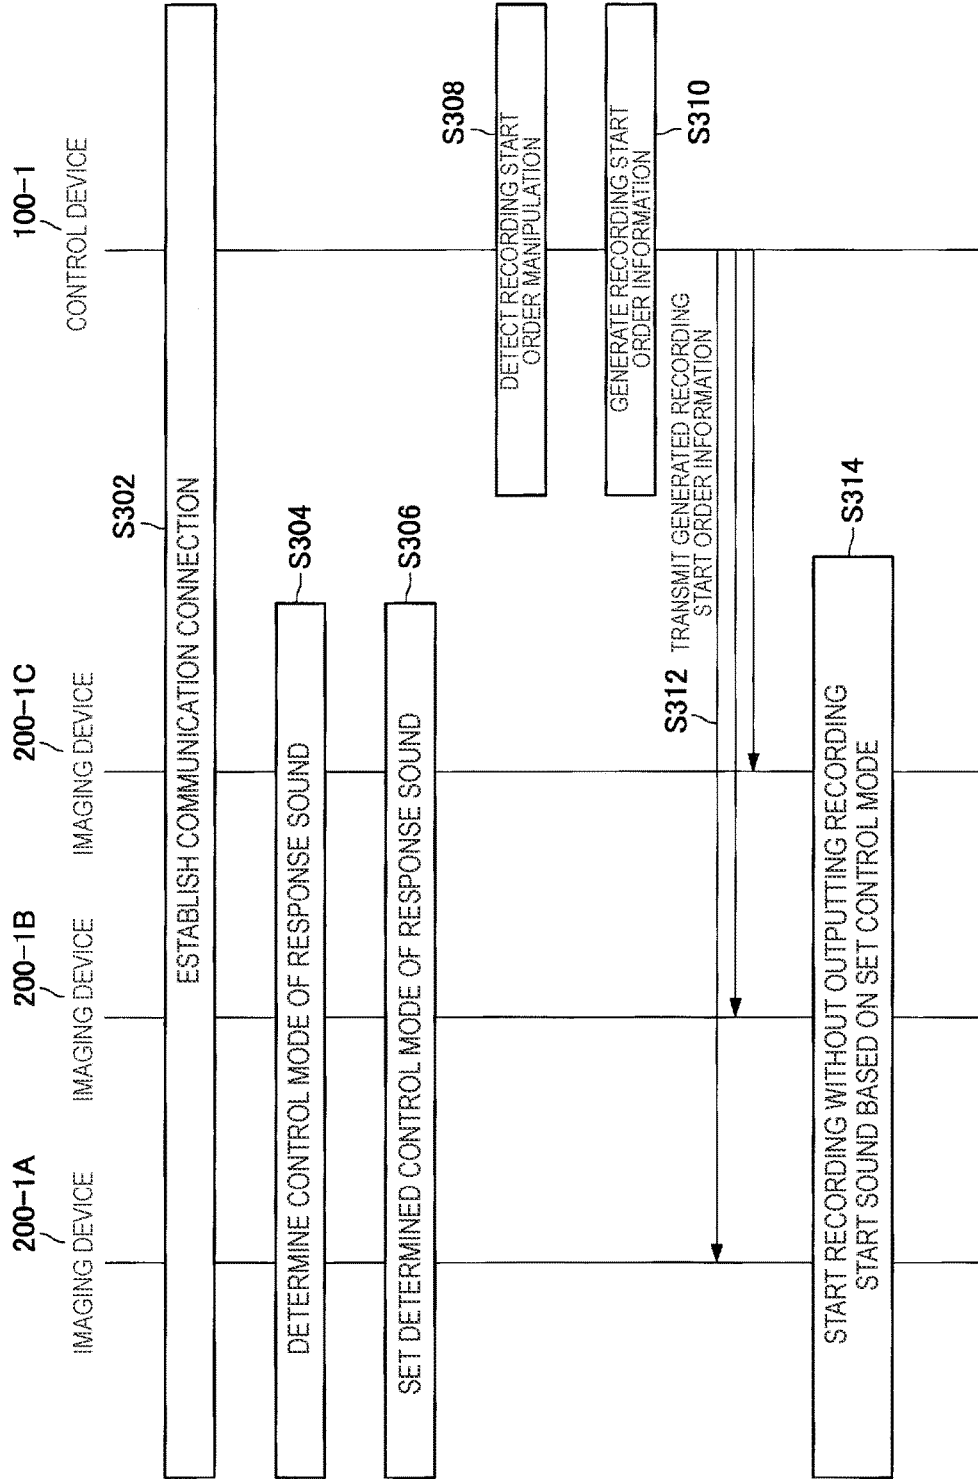 200-1A
IMAGING DEVICE
200-1B
IMAGING DEVICE
200-1C
IMAGING DEVICE
100-1
CONTROL DEVICE
S302
ESTABLISH COMMUNICATION CONNECTION
S304
DETERMINE CONTROL MODE OF RESPONSE SOUND
S306
SET DETERMINED CONTROL MODE OF RESPONSE SOUND
S308
DETECT RECORDING START
ORDER MANIPULATION
S310
GENERATE RECORDING START
ORDER INFORMATION
S312
TRANSMIT GENERATED RECORDING
START ORDER INFORMATION
S314
START RECORDING WITHOUT OUTPUTTING RECORDING
START SOUND BASED ON SET CONTROL MODE